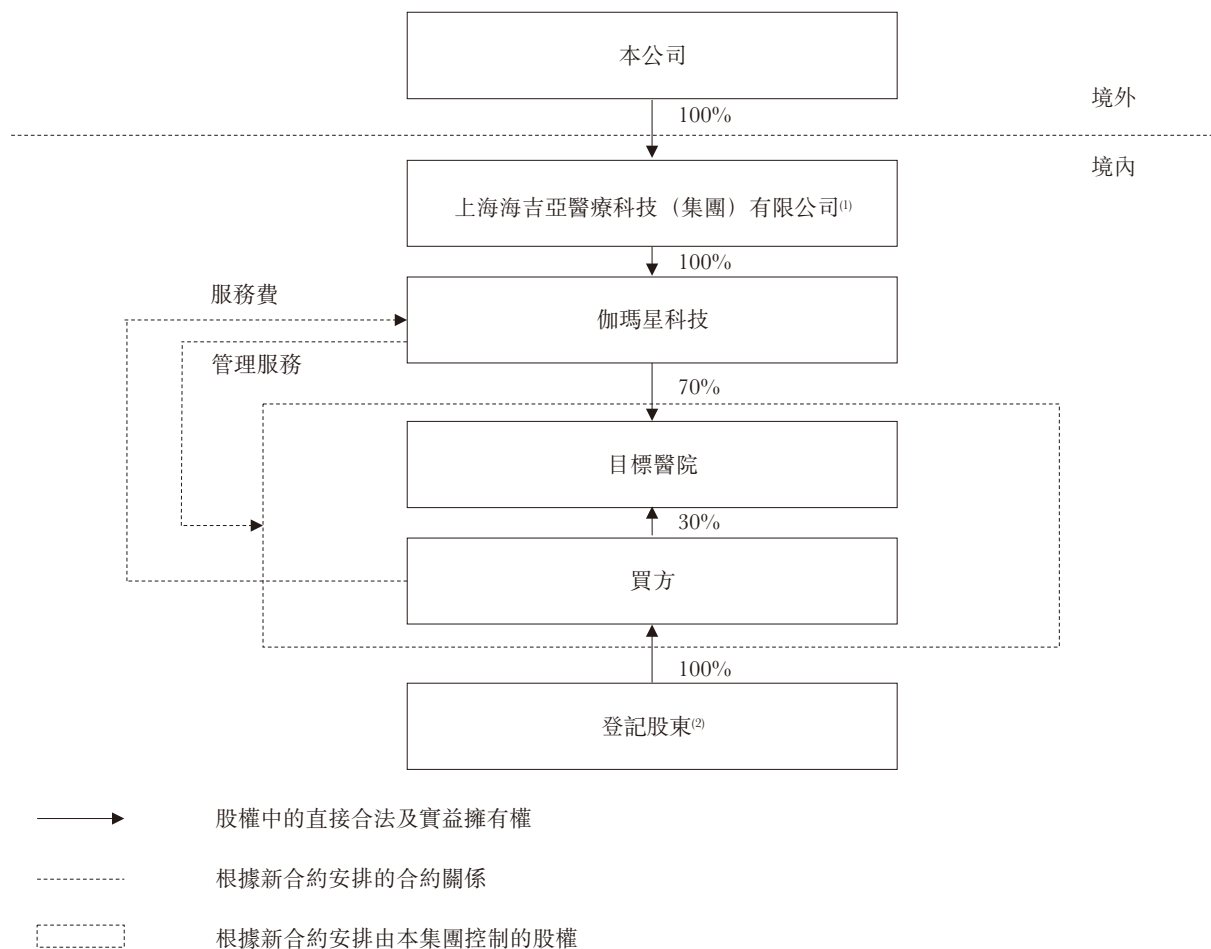 本公司
境外
100%
境內
上海海吉亞醫療科技（集團）有限公司(1)
100%
服務費
伽瑪星科技
管理服務
70%
目標醫院
30%
買方
100%
登記股東(2)
股權中的直接合法及實益擁有權
根據新合約安排的合約關係
根據新合約安排由本集團控制的股權